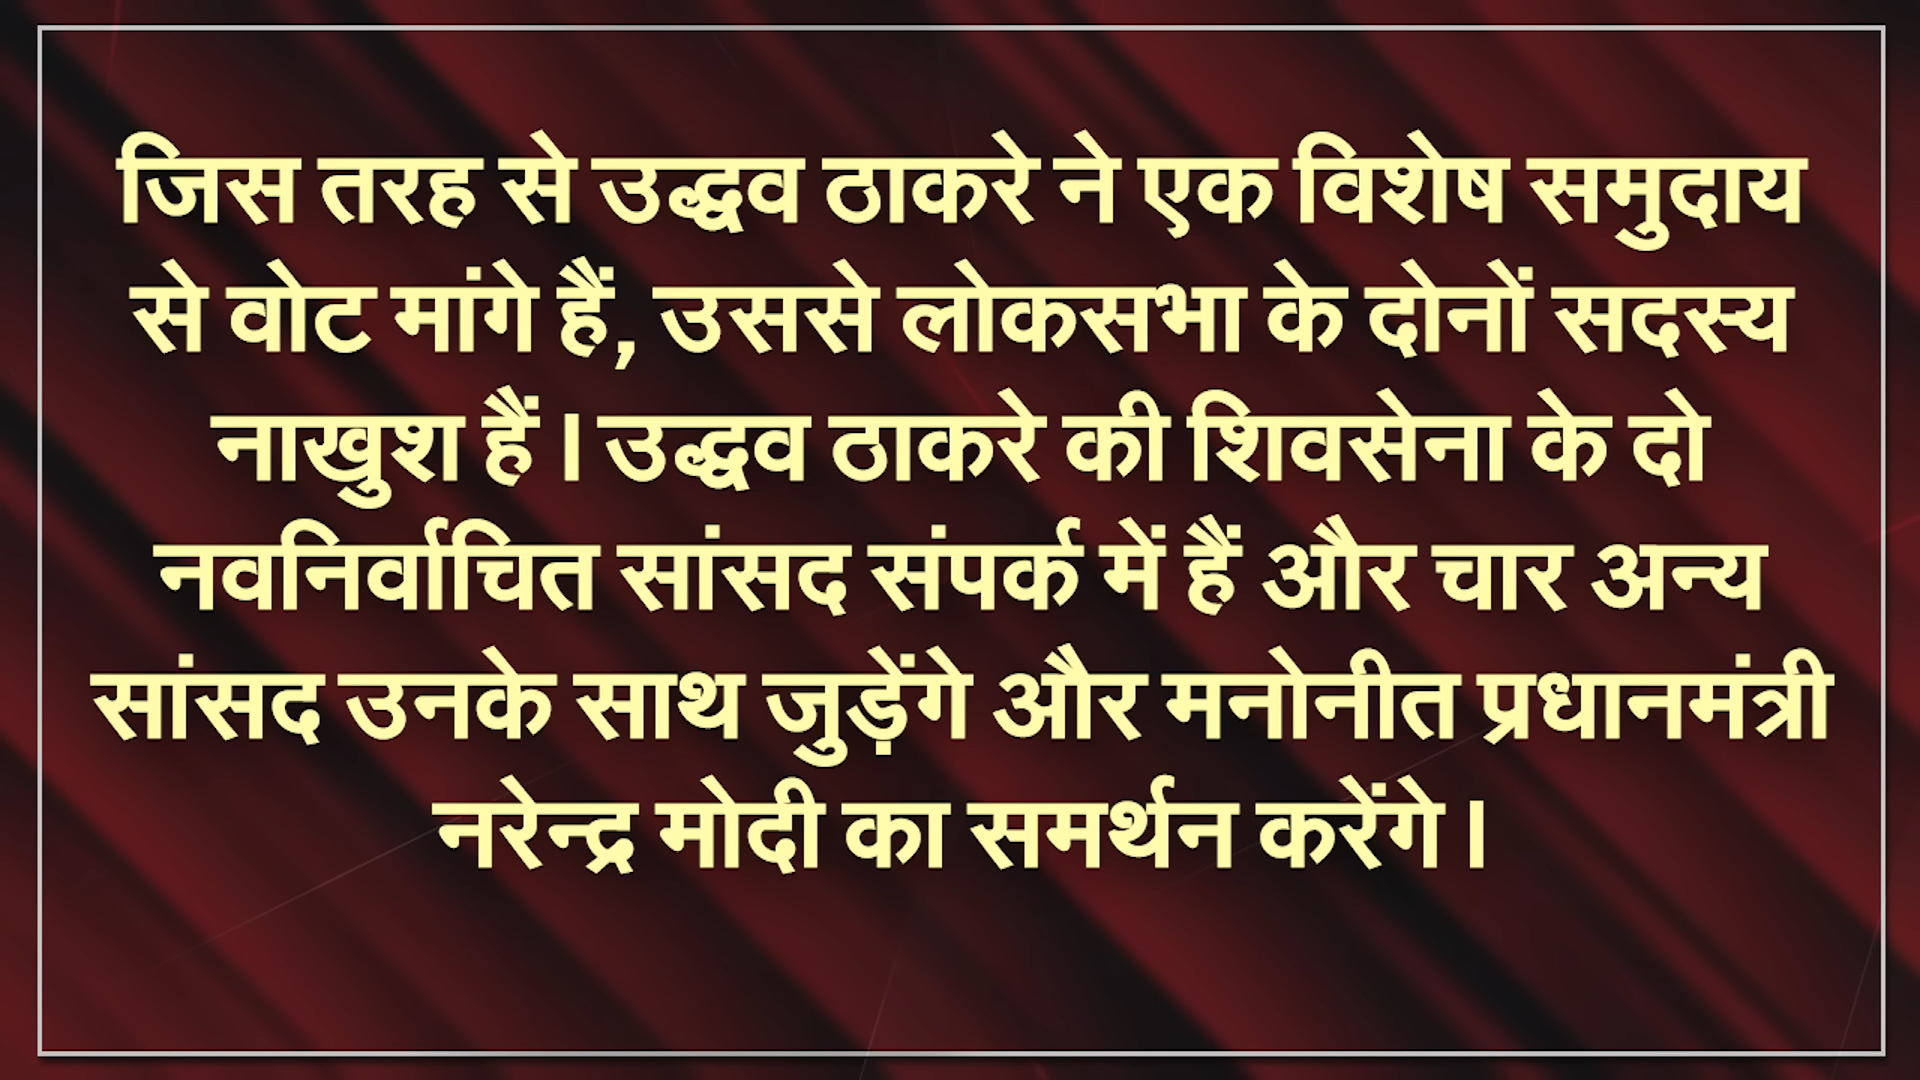 जिस तरह से उद्धव ठाकरे ने एक विशेष समुदाय
से वोट मांगे हैं, उससे लोकसभा के दोनों सदस्य
नाखुश हैं । उद्धव ठाकरे की शिवसेना के दो
नवनिर्वाचित सांसद संपर्क में हैं और चार अन्य
सांसद उनके साथ जुड़ेंगे और मनोनीत प्रधानमंत्री
नरेन्द्र मोदी का समर्थन करेंगे ।